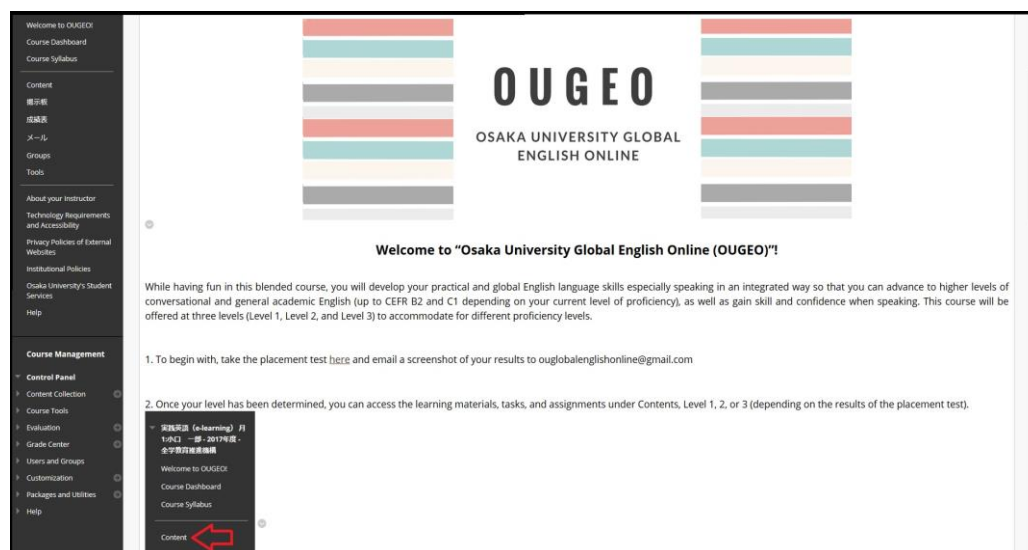 Welcome to OUGEO!
Course Dashboard
Course Syllabus
Content
掲示板
成績表
メール
Groups
Tools
About your Instructor
Technology Requirements
and Accessibility
Privacy Policies of External
Websites
Institutional Policies
Osaka University's Student
Services
Help
Course Management
Control Panel
Content Collection
Course Tools
Evaluation
Grade Center
Users and Groups
Customization
Packages and Utilities
Help
OUGEO
OSAKA UNIVERSITY GLOBAL
ENGLISH ONLINE
Welcome to “Osaka University Global English Online (OUGEO)”!
While having fun in this blended course, you will develop your practical and global English language skills especially speaking in an integrated way so that you can advance to higher levels of
conversational and general academic English (up to CEFR B2 and C1 depending on your current level of proficiency), as well as gain skill and confidence when speaking. This course will be
offered at three levels (Level 1, Level 2, and Level 3) to accommodate for different proficiency levels.
1. To begin with, take the placement test here and email a screenshot of your results to ouglobalenglishonline@gmail.com
2. Once your level has been determined, you can access the learning materials, tasks, and assignments under Contents, Level 1, 2, or 3 (depending on the results of the placement test).
実践英語（e-learning）月
1:小口　一郎 - 2017年度 -
全学教育推進機構
Welcome to OUGEO!
Course Dashboard
Course Syllabus
Content